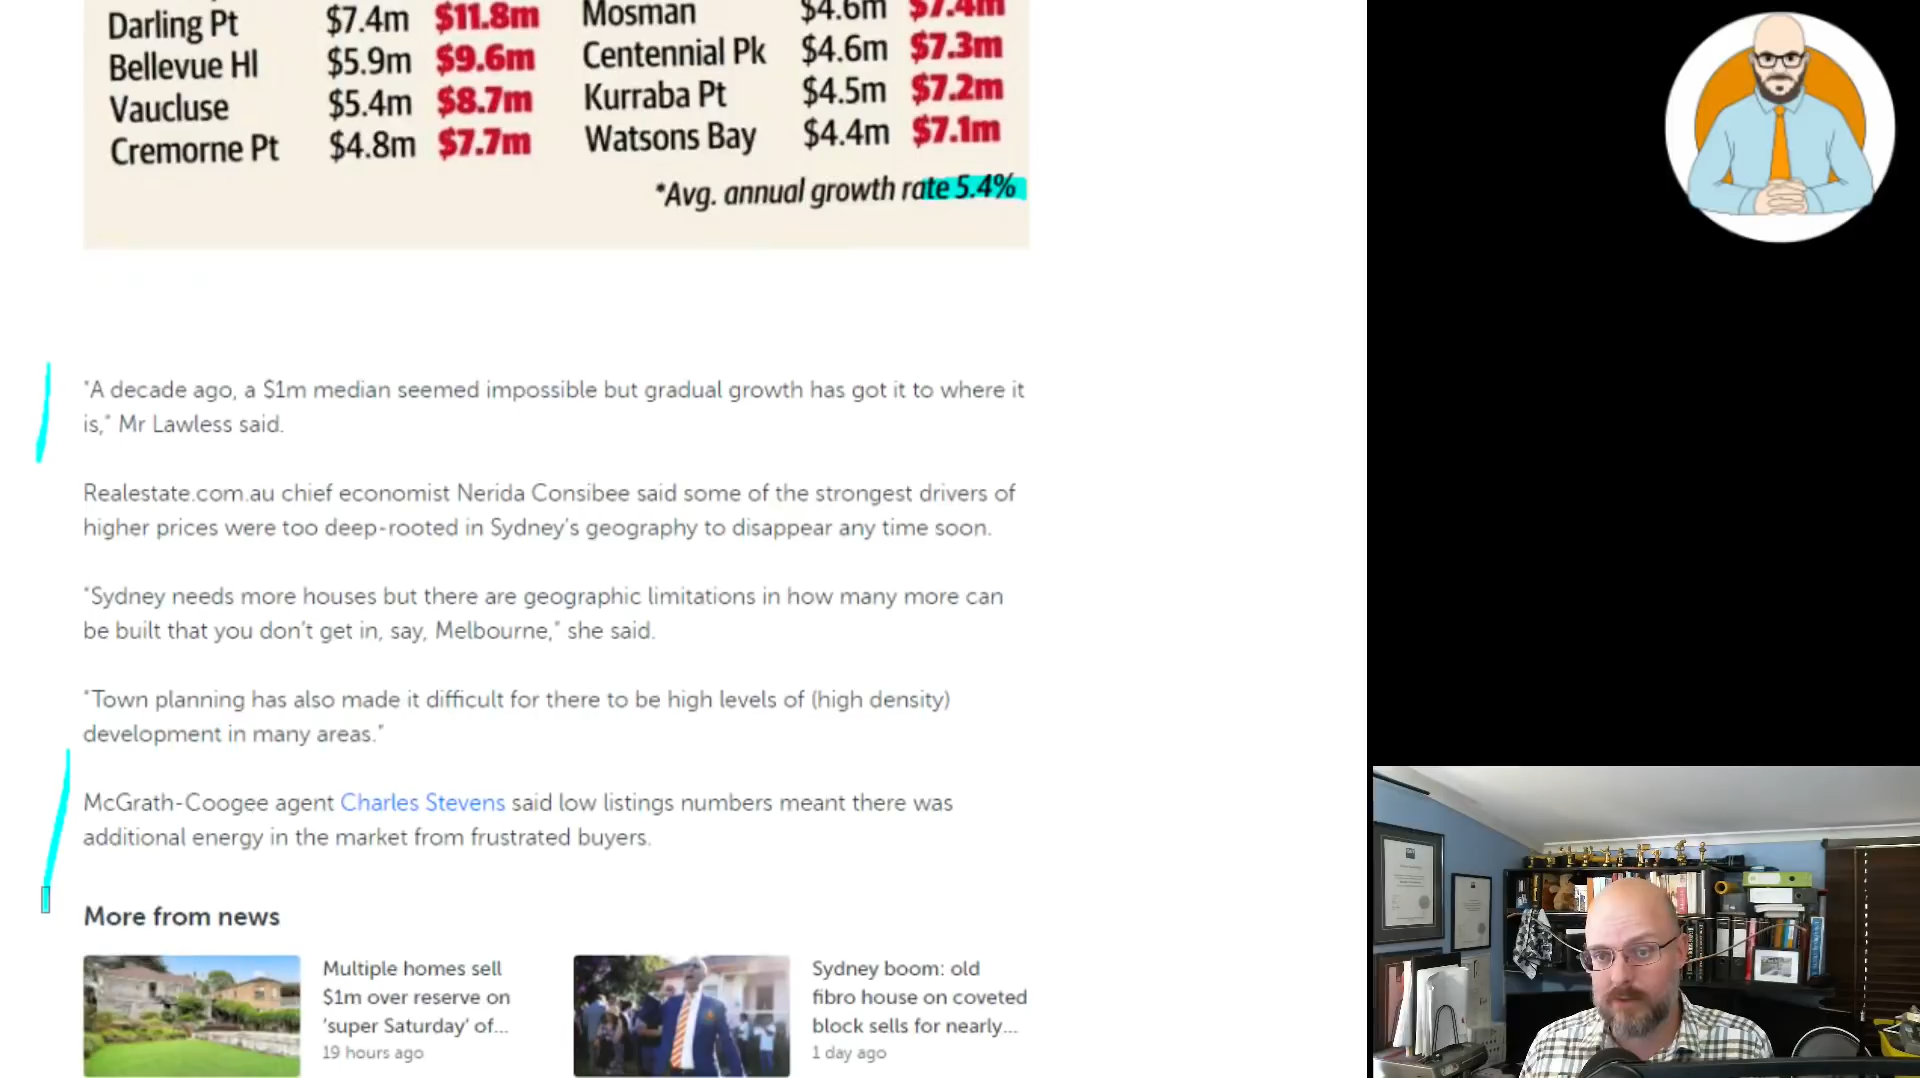 Darling Pt $7.4m $11.8m Mosman $4.6m $7.4m
Bellevue Hl $5.9m $9.6m Centennial Pk $4.6m $7.3m
Vaucluse $5.4m $8.7m Kurraba Pt $4.5m $7.2m
Cremorne Pt $4.8m $7.7m Watsons Bay $4.4m $7.1m
*Avg. annual growth rate 5.4%
"A decade ago, a $1m median seemed impossible but gradual growth has got it to where it
is," Mr Lawless said.
Realestate.com.au chief economist Nerida Consibee said some of the strongest drivers of
higher prices were too deep-rooted in Sydney's geography to disappear any time soon.
"Sydney needs more houses but there are geographic limitations in how many more can
be built that you don't get in, say, Melbourne," she said.
"Town planning has also made it difficult for there to be high levels of (high density)
development in many areas."
McGrath-Coogee agent Charles Stevens said low listings numbers meant there was
additional energy in the market from frustrated buyers.
More from news
Multiple homes sell
$1m over reserve on
'super Saturday' of...
19 hours ago
Sydney boom: old
fibro house on coveted
block sells for nearly...
1 day ago